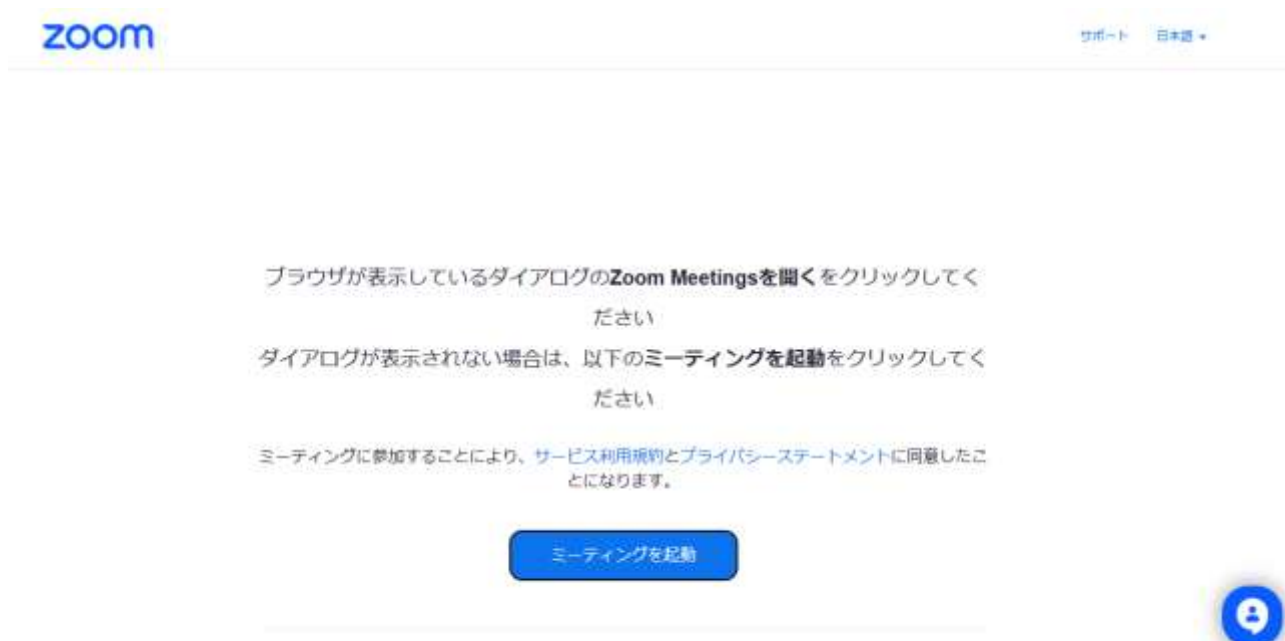 zoom
サポート 日本語
ブラウザが表示しているダイアログのZoom Meetingsを開くをクリックしてく
ださい
ダイアログが表示されない場合は、以下のミーティングを起動をクリックしてく
ださい
ミーティングに参加することにより、サービス利用規約とプライバシーステートメントに同意したこ
とになります。
ミーティングを起動